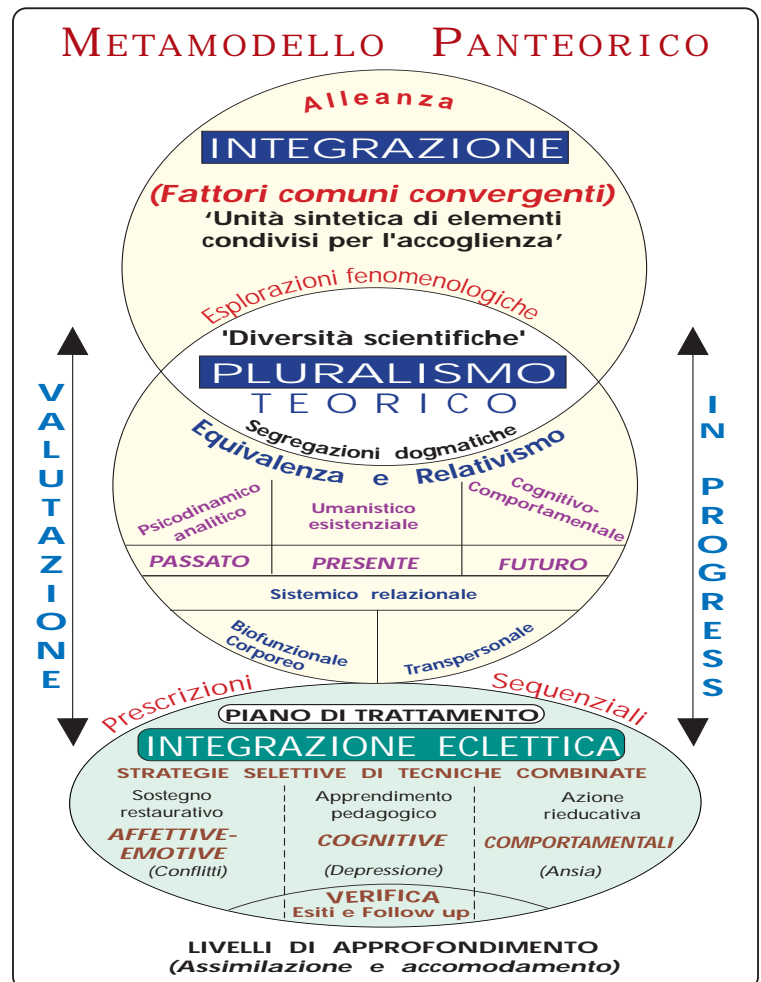 METAMODELLO PANTEORICO
Alleanza
INTEGRAZIONE
(Fattori comuni convergenti)
‘Unità sintetica di elementi
condivisi per l'accoglienza’
Esplorazioni fenomenologiche
'Diversità scientifiche'
PLURALISMO
TEORICO
Segregazioni dogmatiche
Equivalenza e Relativismo
Psicodinamico
analitico
Umanistico
esistenziale
Cognitivo-
Comportamentale
PASSATO
PRESENTE
FUTURO
Sistemico relazionale
Biofunzionale
Corporeo
Transpersonale
VALUTAZIONE
IN PROGRESS
Prescrizioni
Sequenziali
PIANO DI TRATTAMENTO
INTEGRAZIONE ECLETTICA
STRATEGIE SELETTIVE DI TECNICHE COMBINATE
Sostegno
restaurativo
AFFETTIVE-
EMOTIVE
(Conflitti)
Apprendimento
pedagogico
COGNITIVE
(Depressione)
Azione
rieducativa
COMPORTAMENTALI
(Ansia)
VERIFICA
Esiti e Follow up
LIVELLI DI APPROFONDIMENTO
(Assimilazione e accomodamento)